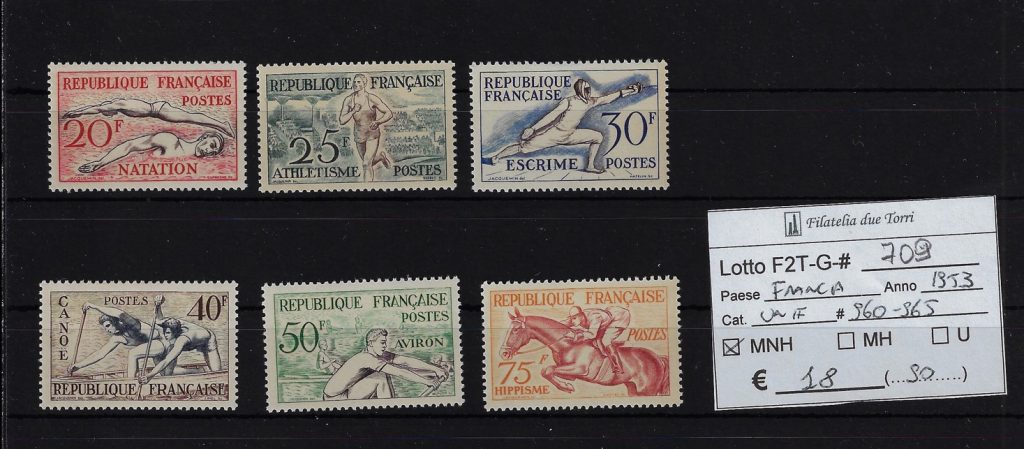 REPUBLIQUE FRANÇAISE
POSTES
20F
NATATION
REPUBLIQUE FRANÇAISE
25F
ATHLETISME POSTES
REPUBLIQUE
FRANÇAISE
30F
ESCRIME POSTES
CANOE
POSTES 40F
REPUBLIQUE FRANÇAISE
REPUBLIQUE FRANÇAISE
50F POSTES
AVIRON
REPUBLIQUE FRANÇAISE
POSTES
75F
HIPPISME
Filatelia due Torri
Lotto F2T-G-# 709
Paese FRANCIA Anno 1953
Cat. UNIF # 960-965
MNH MH U
€ 18 (...90.....)